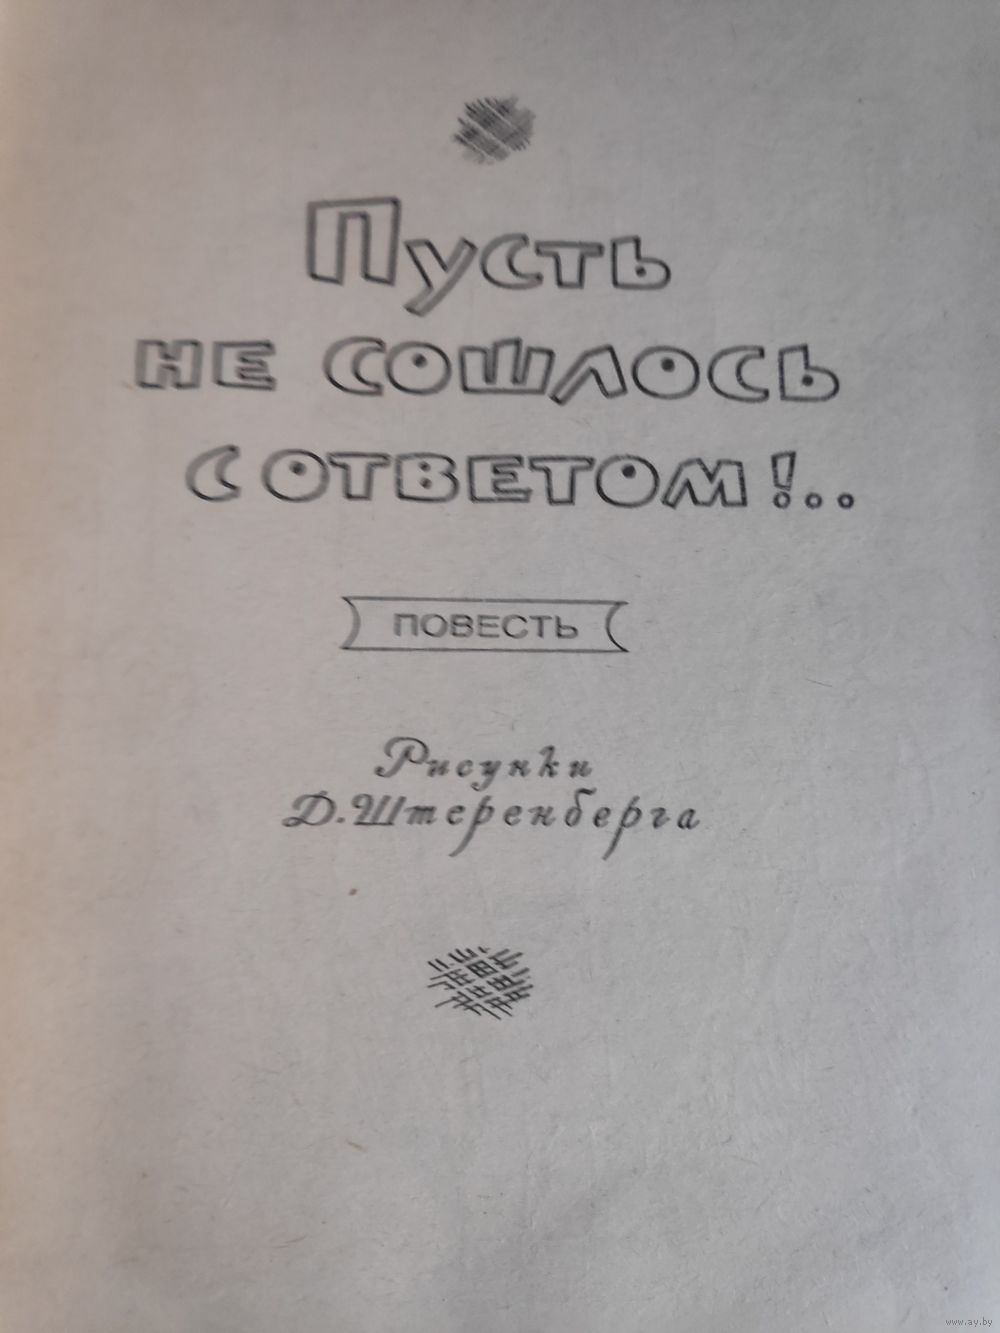 Пусть
не сошлось
с ответом!..
ПОВЕСТЬ
Рисунки
Д. Штеренберга
www.ay.by